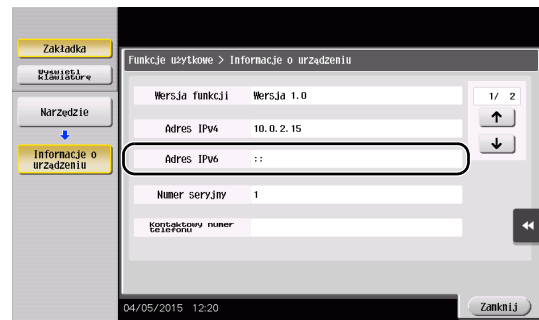 Zakładka
Wyświetl
klawiaturę
Narzędzie
Informacje o
urządzeniu
Funkcje użytkowe > Informacje o urządzeniu
Wersja funkcji Wersja 1.0
Adres IPv4 10.0.2.15
Adres IPv6 ::
Numer seryjny 1
Kontaktowy numer
telefonu
1/ 2
04/05/2015 12:20
Zamknij